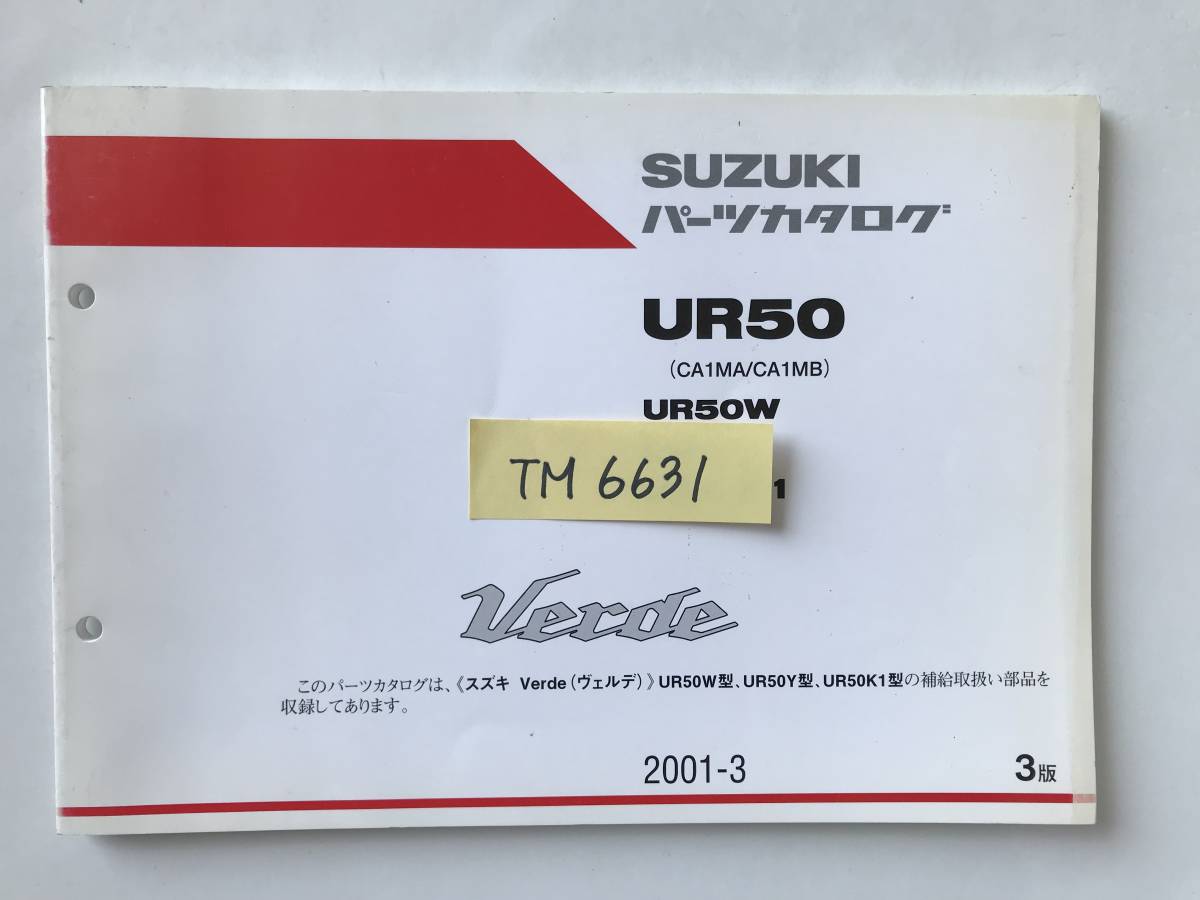 SUZUKI
パーツカタログ
UR50
(CA1MA/CA1MB)
UR50W
TM 6631
1
Verde
このパーツカタログは、《スズキ Verde(ヴェルデ)》UR50W型、UR50Y型、UR50K1型の補給取扱い部品を
収録してあります。
2001-3
3版